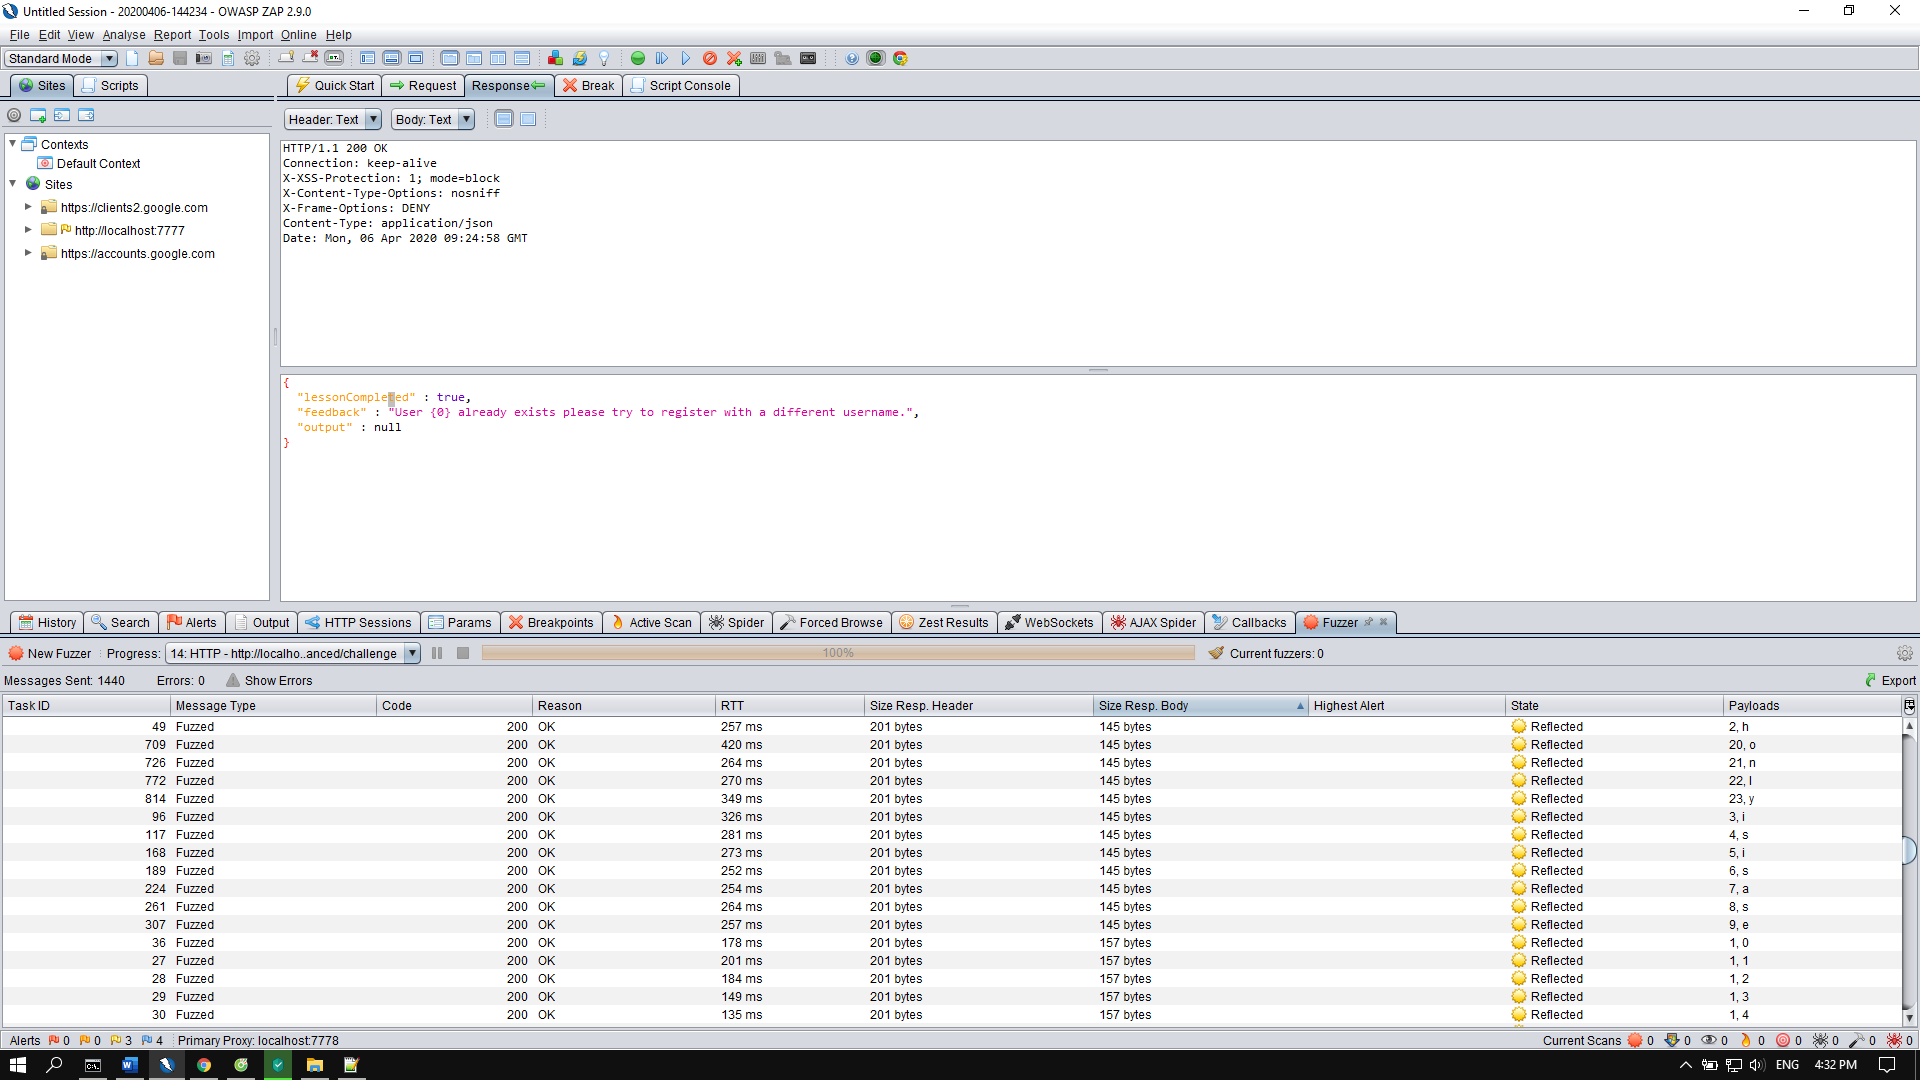 Untitled Session - 20200406-144234 - OWASP ZAP 2.9.0
File Edit View Analyse Report Tools Import Online Help
Standard Mode
Sites Scripts Quick Start Request Response Break Script Console
Header: Text Body: Text
Contexts
Default Context
Sites
https://clients2.google.com
http://localhost:7777
https://accounts.google.com
HTTP/1.1 200 OK
Connection: keep-alive
X-XSS-Protection: 1; mode=block
X-Content-Type-Options: nosniff
X-Frame-Options: DENY
Content-Type: application/json
Date: Mon, 06 Apr 2020 09:24:58 GMT
{
"lessonCompleted" : true,
"feedback" : "User {0} already exists please try to register with a different username.",
"output" : null
}
History Search Alerts Output HTTP Sessions Params Breakpoints Active Scan Spider Forced Browse Zest Results WebSockets AJAX Spider Callbacks Fuzzer
New Fuzzer Progress: 14: HTTP - http://localho..anced/challenge 100% Current fuzzers: 0
Messages Sent: 1440 Errors: 0 Show Errors Export
Task ID Message Type Code Reason RTT Size Resp. Header Size Resp. Body Highest Alert State Payloads
49 Fuzzed 200 OK 257 ms 201 bytes 145 bytes Reflected 2, h
709 Fuzzed 200 OK 420 ms 201 bytes 145 bytes Reflected 20, o
726 Fuzzed 200 OK 264 ms 201 bytes 145 bytes Reflected 21, n
772 Fuzzed 200 OK 270 ms 201 bytes 145 bytes Reflected 22, l
814 Fuzzed 200 OK 349 ms 201 bytes 145 bytes Reflected 23, y
96 Fuzzed 200 OK 326 ms 201 bytes 145 bytes Reflected 3, i
117 Fuzzed 200 OK 281 ms 201 bytes 145 bytes Reflected 4, s
168 Fuzzed 200 OK 273 ms 201 bytes 145 bytes Reflected 5, i
189 Fuzzed 200 OK 252 ms 201 bytes 145 bytes Reflected 6, s
224 Fuzzed 200 OK 254 ms 201 bytes 145 bytes Reflected 7, a
261 Fuzzed 200 OK 264 ms 201 bytes 145 bytes Reflected 8, s
307 Fuzzed 200 OK 257 ms 201 bytes 145 bytes Reflected 9, e
36 Fuzzed 200 OK 178 ms 201 bytes 157 bytes Reflected 1, 0
27 Fuzzed 200 OK 201 ms 201 bytes 157 bytes Reflected 1, 1
28 Fuzzed 200 OK 184 ms 201 bytes 157 bytes Reflected 1, 2
29 Fuzzed 200 OK 149 ms 201 bytes 157 bytes Reflected 1, 3
30 Fuzzed 200 OK 135 ms 201 bytes 157 bytes Reflected 1, 4
Alerts 0 0 3 4 Primary Proxy: localhost:7778 Current Scans 0 0 0 0 0 0 0 0
ENG 4:32 PM